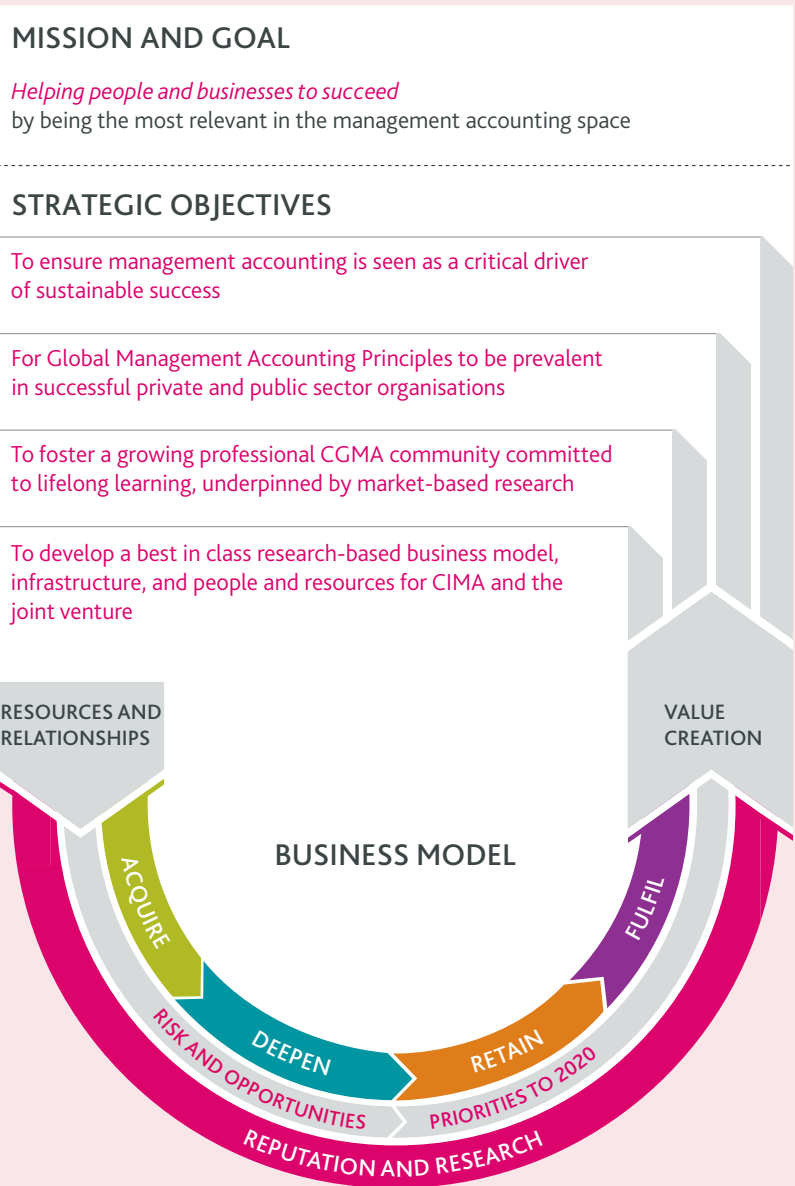 MISSION AND GOAL
Helping people and businesses to succeed
by being the most relevant in the management accounting space
STRATEGIC OBJECTIVES
To ensure management accounting is seen as a critical driver
of sustainable success
For Global Management Accounting Principles to be prevalent
in successful private and public sector organisations
To foster a growing professional CGMA community committed
to lifelong learning, underpinned by market-based research
To develop a best in class research-based business model,
infrastructure, and people and resources for CIMA and the
joint venture
RESOURCES AND
RELATIONSHIPS
VALUE
CREATION
BUSINESS MODEL
ACQUIRE
DEEPEN
RETAIN
FULFIL
RISK AND OPPORTUNITIES
PRIORITIES TO 2020
REPUTATION AND RESEARCH